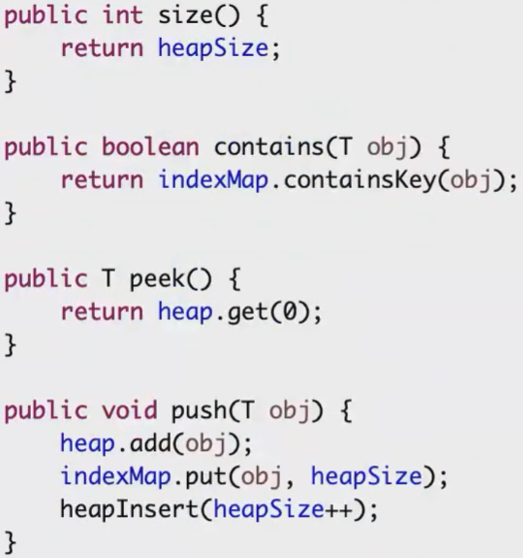 public int size() {
    return heapSize;
}

public boolean contains(T obj) {
    return indexMap.containsKey(obj);
}

public T peek() {
    return heap.get(0);
}

public void push(T obj) {
    heap.add(obj);
    indexMap.put(obj, heapSize);
    heapInsert(heapSize++);
}